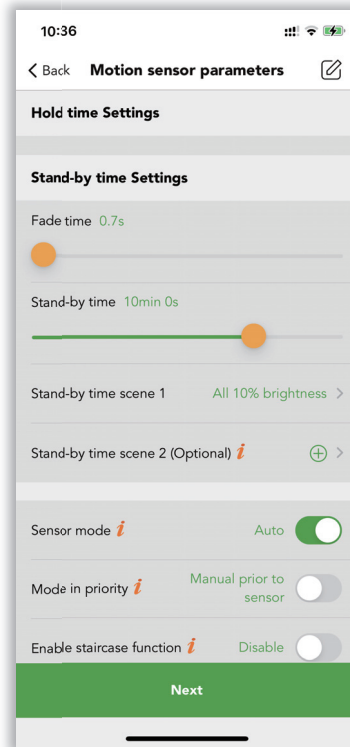 10:36
Back Motion sensor parameters
Hold time Settings
Stand-by time Settings
Fade time 0.7s
Stand-by time 10min 0s
Stand-by time scene 1 All 10% brightness
Stand-by time scene 2 (Optional) i
Sensor mode i Auto
Mode in priority i Manual prior to
sensor
Enable staircase function i Disable
Next